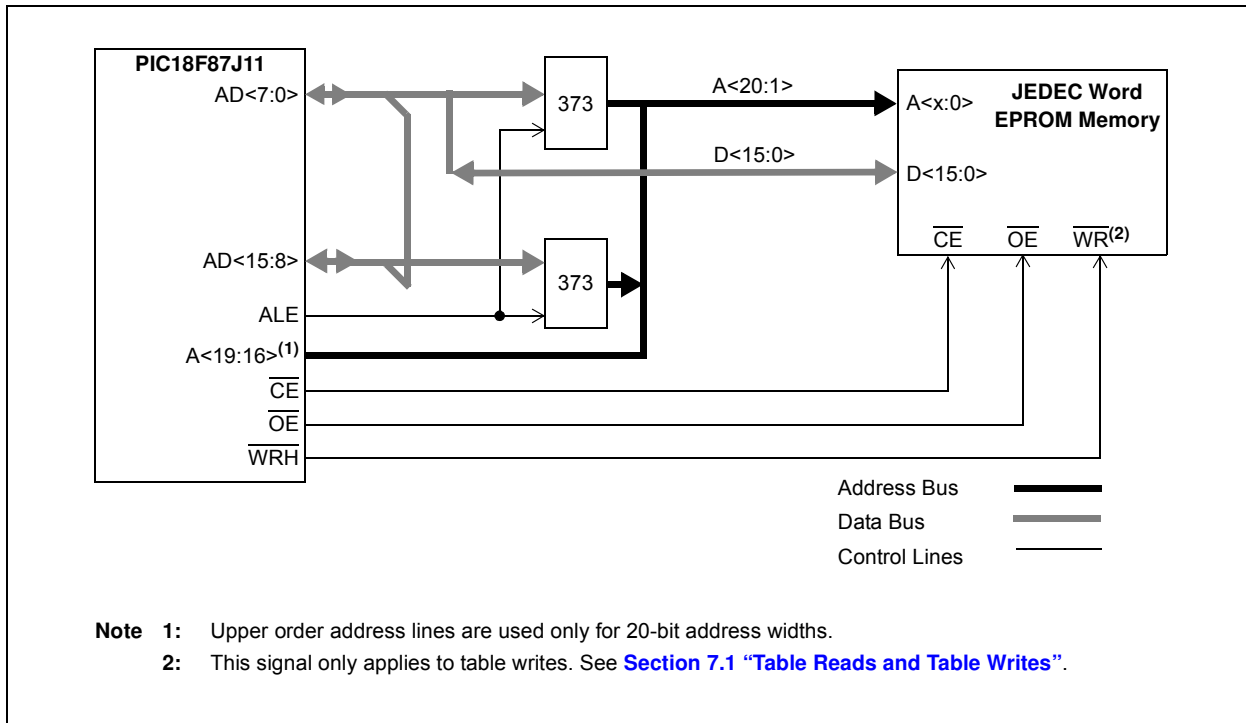 PIC18F87J11
AD<7:0>
373
A<20:1>
A<x:0>
JEDEC Word
EPROM Memory
D<15:0>
D<15:0>
CE
OE
WR(2)
AD<15:8>
373
ALE
A<19:16>(1)
CE
OE
WRH
Address Bus
Data Bus
Control Lines
Note 1: Upper order address lines are used only for 20-bit address widths.
2: This signal only applies to table writes. See Section 7.1 “Table Reads and Table Writes”.